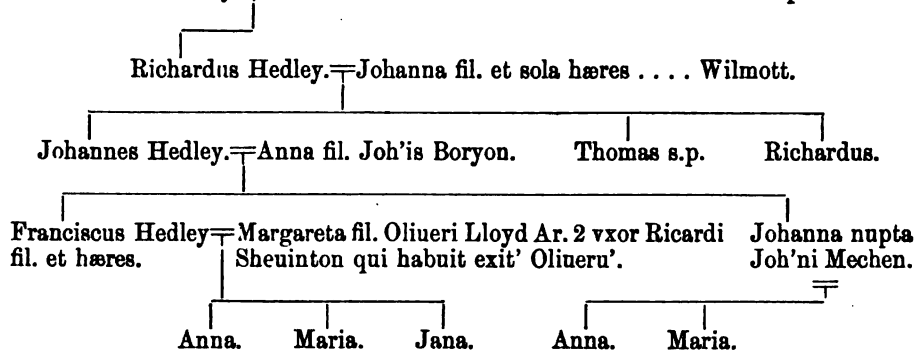 Richardus Hedley. Johanna fil. et sola hæres .... Wilmott.
Johannes Hedley. Anna fil. Joh'is Boryon. Thomas s.p. Richardus.
Franciscus Hedley Margareta fil. Oliueri Lloyd Ar. 2 vxor Ricardi Johanna nupta
fil. et hæres. Sheuinton qui habuit exit' Olineru'. Joh'ni Mechen.
Anna. Maria. Jana. Anna. Maria.